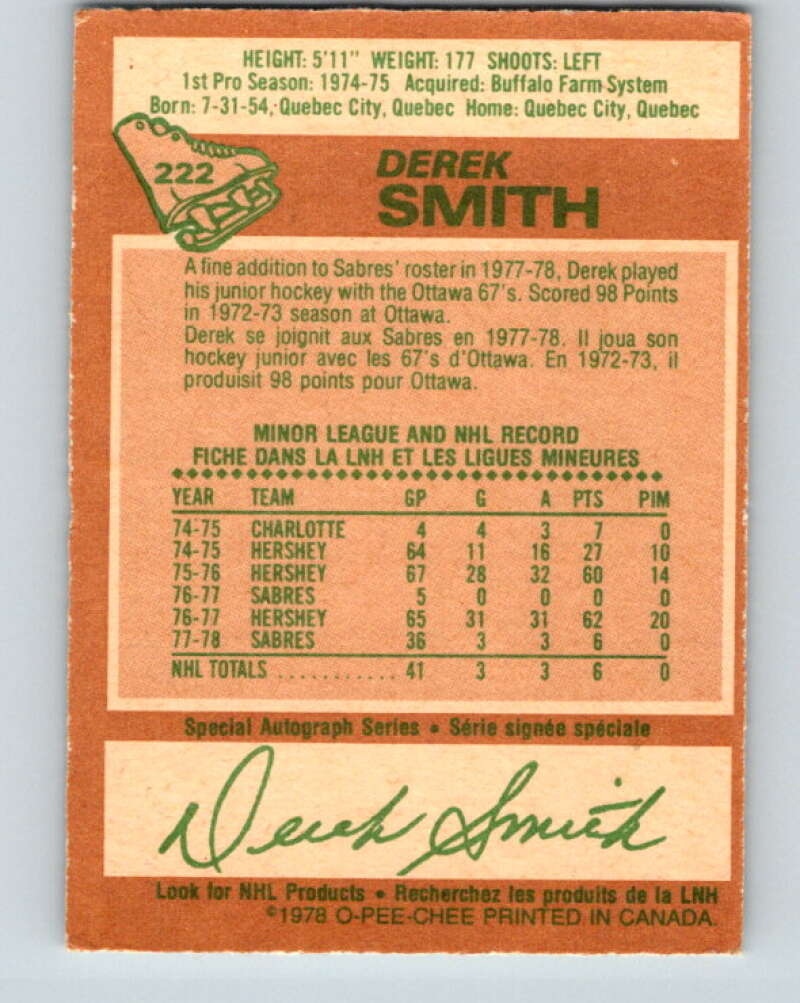 HEIGHT: 5'11" WEIGHT: 177 SHOOTS: LEFT
1st Pro Season: 1974-75 Acquired: Buffalo Farm System
Born: 7-31-54, Quebec City, Quebec Home: Quebec City, Quebec
222
DEREK
SMITH
A fine addition to Sabres' roster in 1977-78, Derek played
his junior hockey with the Ottawa 67's. Scored 98 Points
in 1972-73 season at Ottawa.
Derek se joignit aux Sabres en 1977-78. Il joua son
hockey junior avec les 67's d'Ottawa. En 1972-73, il
produisit 98 points pour Ottawa.
MINOR LEAGUE AND NHL RECORD
FICHE DANS LA LNH ET LES LIGUES MINEURES
YEAR TEAM GP G A PTS PIM
74-75 CHARLOTTE 4 4 3 7 0
74-75 HERSHEY 64 11 16 27 10
75-76 HERSHEY 67 28 32 60 14
76-77 SABRES 5 0 0 0 0
76-77 HERSHEY 65 31 31 62 20
77-78 SABRES 36 3 3 6 0
NHL TOTALS ........... 41 3 3 6 0
Special Autograph Series • Série signée spéciale
Derek Smith
Look for NHL Products • Recherchez les produits de la LNH
©1978 O-PEE-CHEE PRINTED IN CANADA.